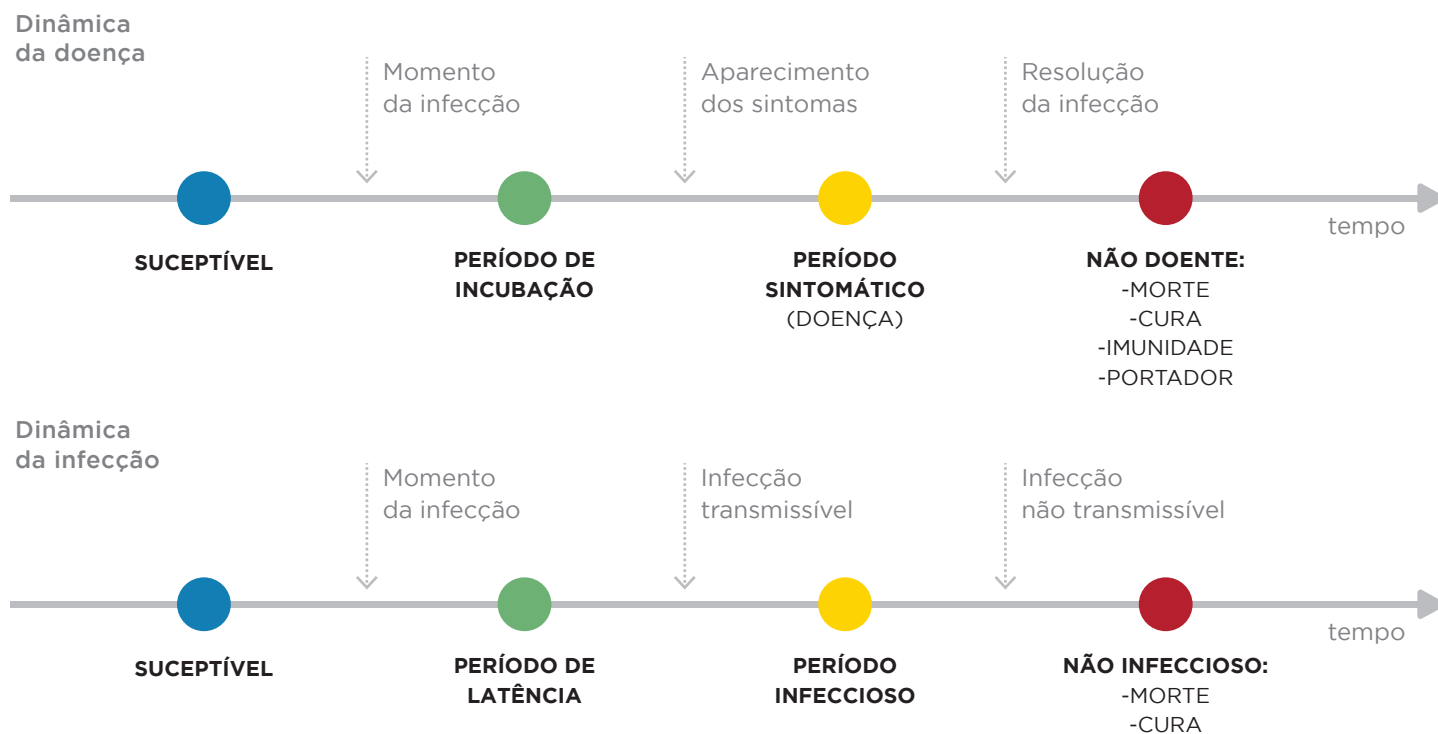 Dinâmica
da doença
Momento
da infecção
Aparecimento
dos sintomas
Resolução
da infecção
tempo
SUCEPTÍVEL
PERÍODO DE
INCUBAÇÃO
PERÍODO
SINTOMÁTICO
(DOENÇA)
NÃO DOENTE:
-MORTE
-CURA
-IMUNIDADE
-PORTADOR
Dinâmica
da infecção
Momento
da infecção
Infecção
transmissível
Infecção
não transmissível
tempo
SUCEPTÍVEL
PERÍODO DE
LATÊNCIA
PERÍODO
INFECCIOSO
NÃO INFECCIOSO:
-MORTE
-CURA